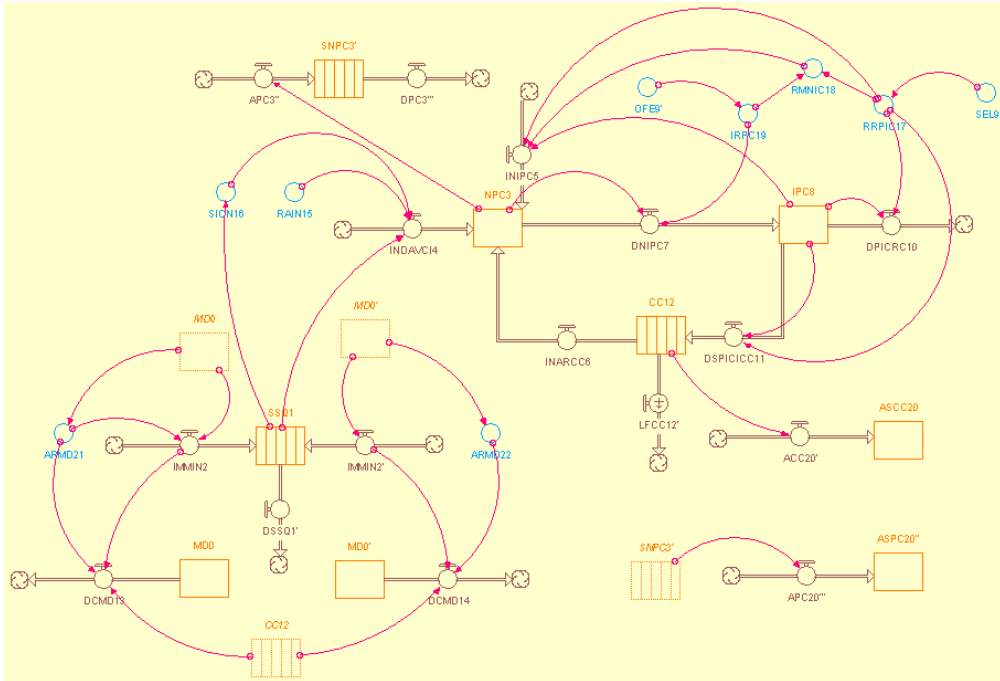 SNPC3'
APC3''
DPC3'''
OFE9'
RMNIC18
SEL9
IRPC19
RRPIC17
INIPC5
SION16
RAIN15
NPC3
IPC8
INDAVCI4
DNIPC7
DPICRC10
MD0
MD0'
CC12
INARCC6
DSPICICC11
SSQ1
LFCC12'
ASCC20
ARMD21
IMMIN2
IMMIN2'
ARMD22
ACC20'
DSSQ1'
MD0
MD0'
SNPC3'
ASPC20''
DCMD13
DCMD14
APC20'''
CC12